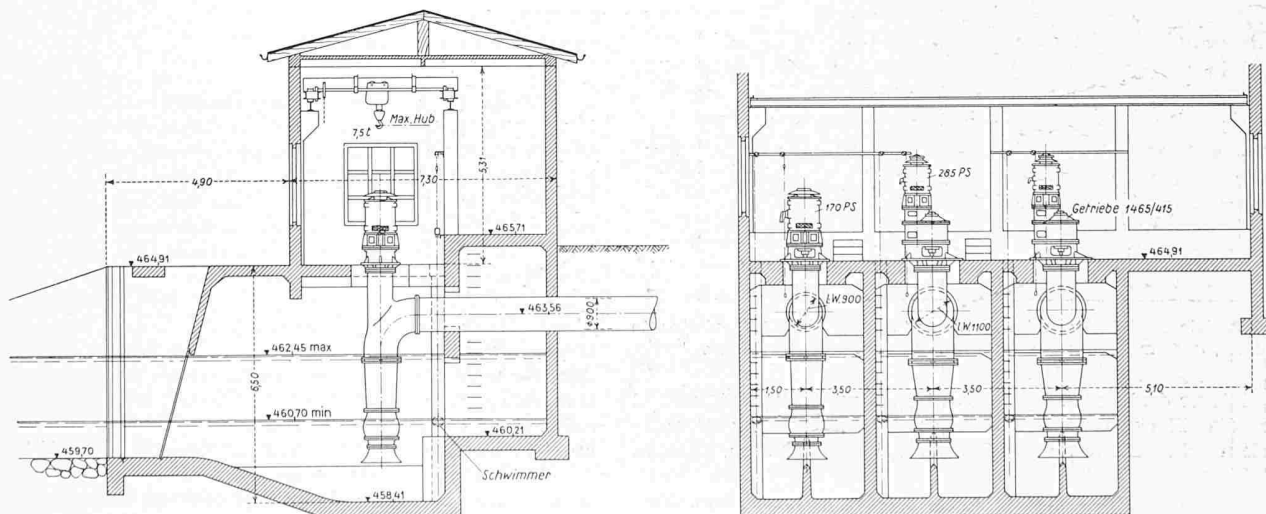 Max. Hub
7,5 t
5,31
4,90
7,30
465,71
464,91
463,56
⌀900
462,45 max
6,50
460,70 min
460,21
459,70
Schwimmer
458,41
285 PS
170 PS
Getriebe 1465/415
464,91
LW.900
LW.1100
1,50
3,50
3,50
5,10